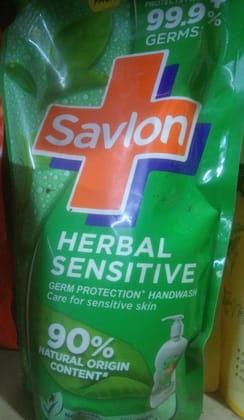 99.9+%
GERMS
Savlon
HERBAL
SENSITIVE
GERM PROTECTION+ HANDWASH
Care for sensitive skin
90%
NATURAL ORIGIN
CONTENT*